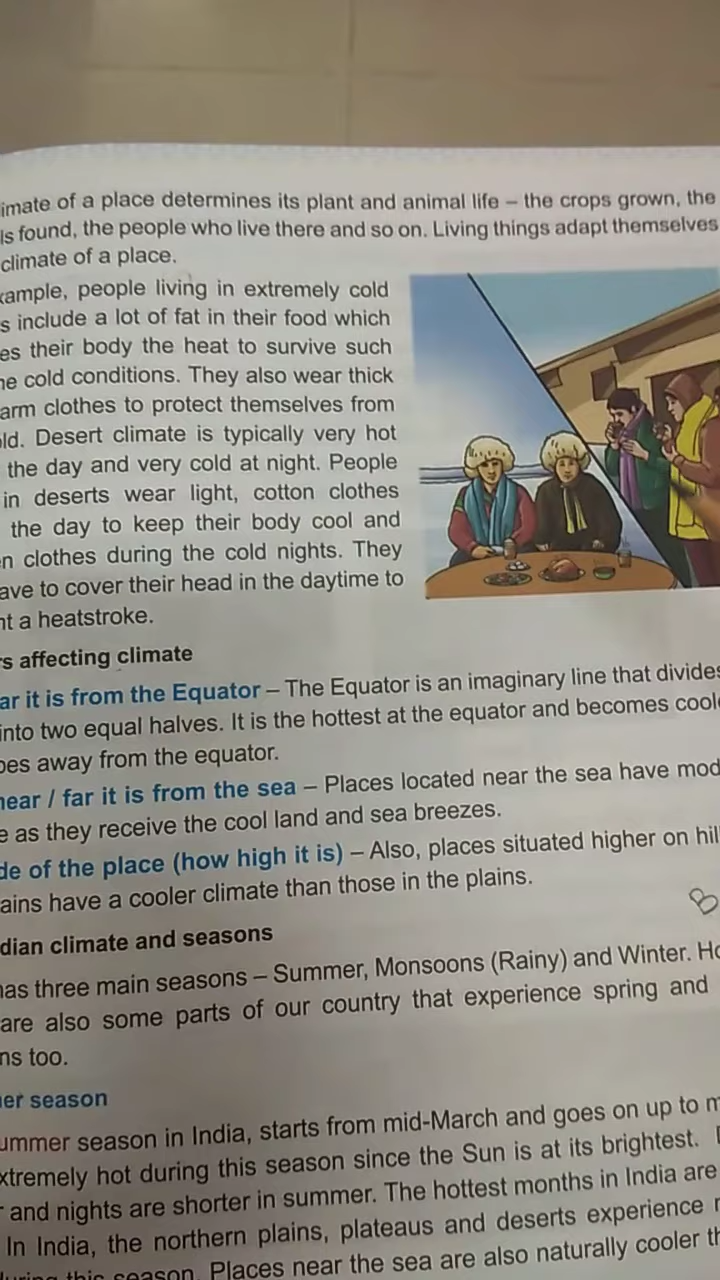 imate of a place determines its plant and animal life – the crops grown, the
ls found, the people who live there and so on. Living things adapt themselves
climate of a place.
xample, people living in extremely cold
s include a lot of fat in their food which
es their body the heat to survive such
ne cold conditions. They also wear thick
arm clothes to protect themselves from
old. Desert climate is typically very hot
the day and very cold at night. People
in deserts wear light, cotton clothes
the day to keep their body cool and
en clothes during the cold nights. They
ave to cover their head in the daytime to
nt a heatstroke.
rs affecting climate
ar it is from the Equator – The Equator is an imaginary line that divides
into two equal halves. It is the hottest at the equator and becomes coole
oes away from the equator.
near / far it is from the sea – Places located near the sea have mod
e as they receive the cool land and sea breezes.
de of the place (how high it is) – Also, places situated higher on hil
ains have a cooler climate than those in the plains.
dian climate and seasons
has three main seasons – Summer, Monsoons (Rainy) and Winter. Ho
are also some parts of our country that experience spring and
ns too.
er season
ummer season in India, starts from mid-March and goes on up to m
xtremely hot during this season since the Sun is at its brightest.
r and nights are shorter in summer. The hottest months in India are
In India, the northern plains, plateaus and deserts experience
during this season. Places near the sea are also naturally cooler th